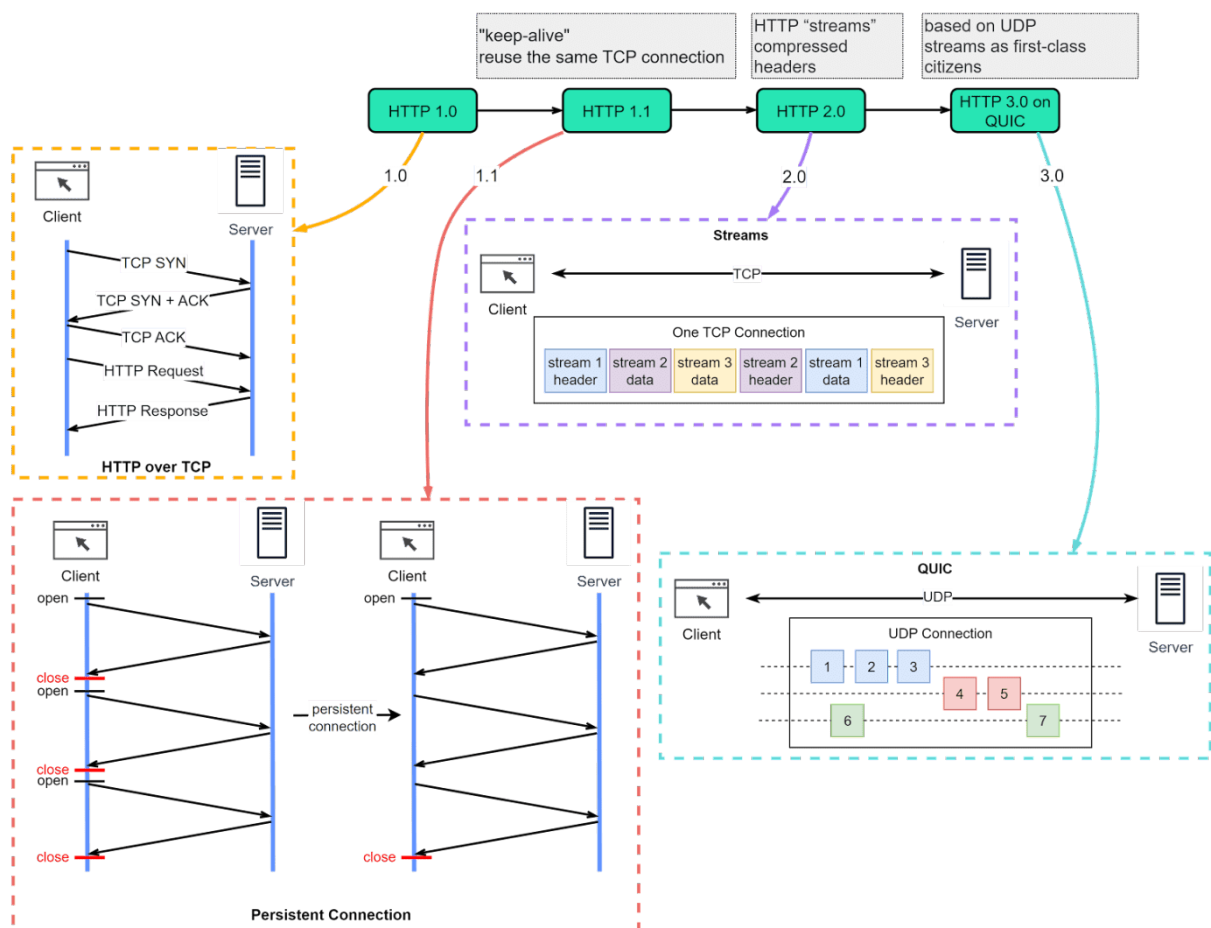 "keep-alive"
reuse the same TCP connection
HTTP "streams"
compressed
headers
based on UDP
streams as first-class
citizens
HTTP 1.0
HTTP 1.1
HTTP 2.0
HTTP 3.0 on
QUIC
1.0
1.1
2.0
3.0
Client
Server
TCP SYN
TCP SYN + ACK
TCP ACK
HTTP Request
HTTP Response
HTTP over TCP
Streams
Client
TCP
Server
One TCP Connection
stream 1
header
stream 2
data
stream 3
data
stream 2
header
stream 1
data
stream 3
header
Client
Server
open
close
open
close
open
close
persistent
connection
Client
Server
open
close
Persistent Connection
QUIC
Client
UDP
Server
UDP Connection
1
2
3
4
5
6
7